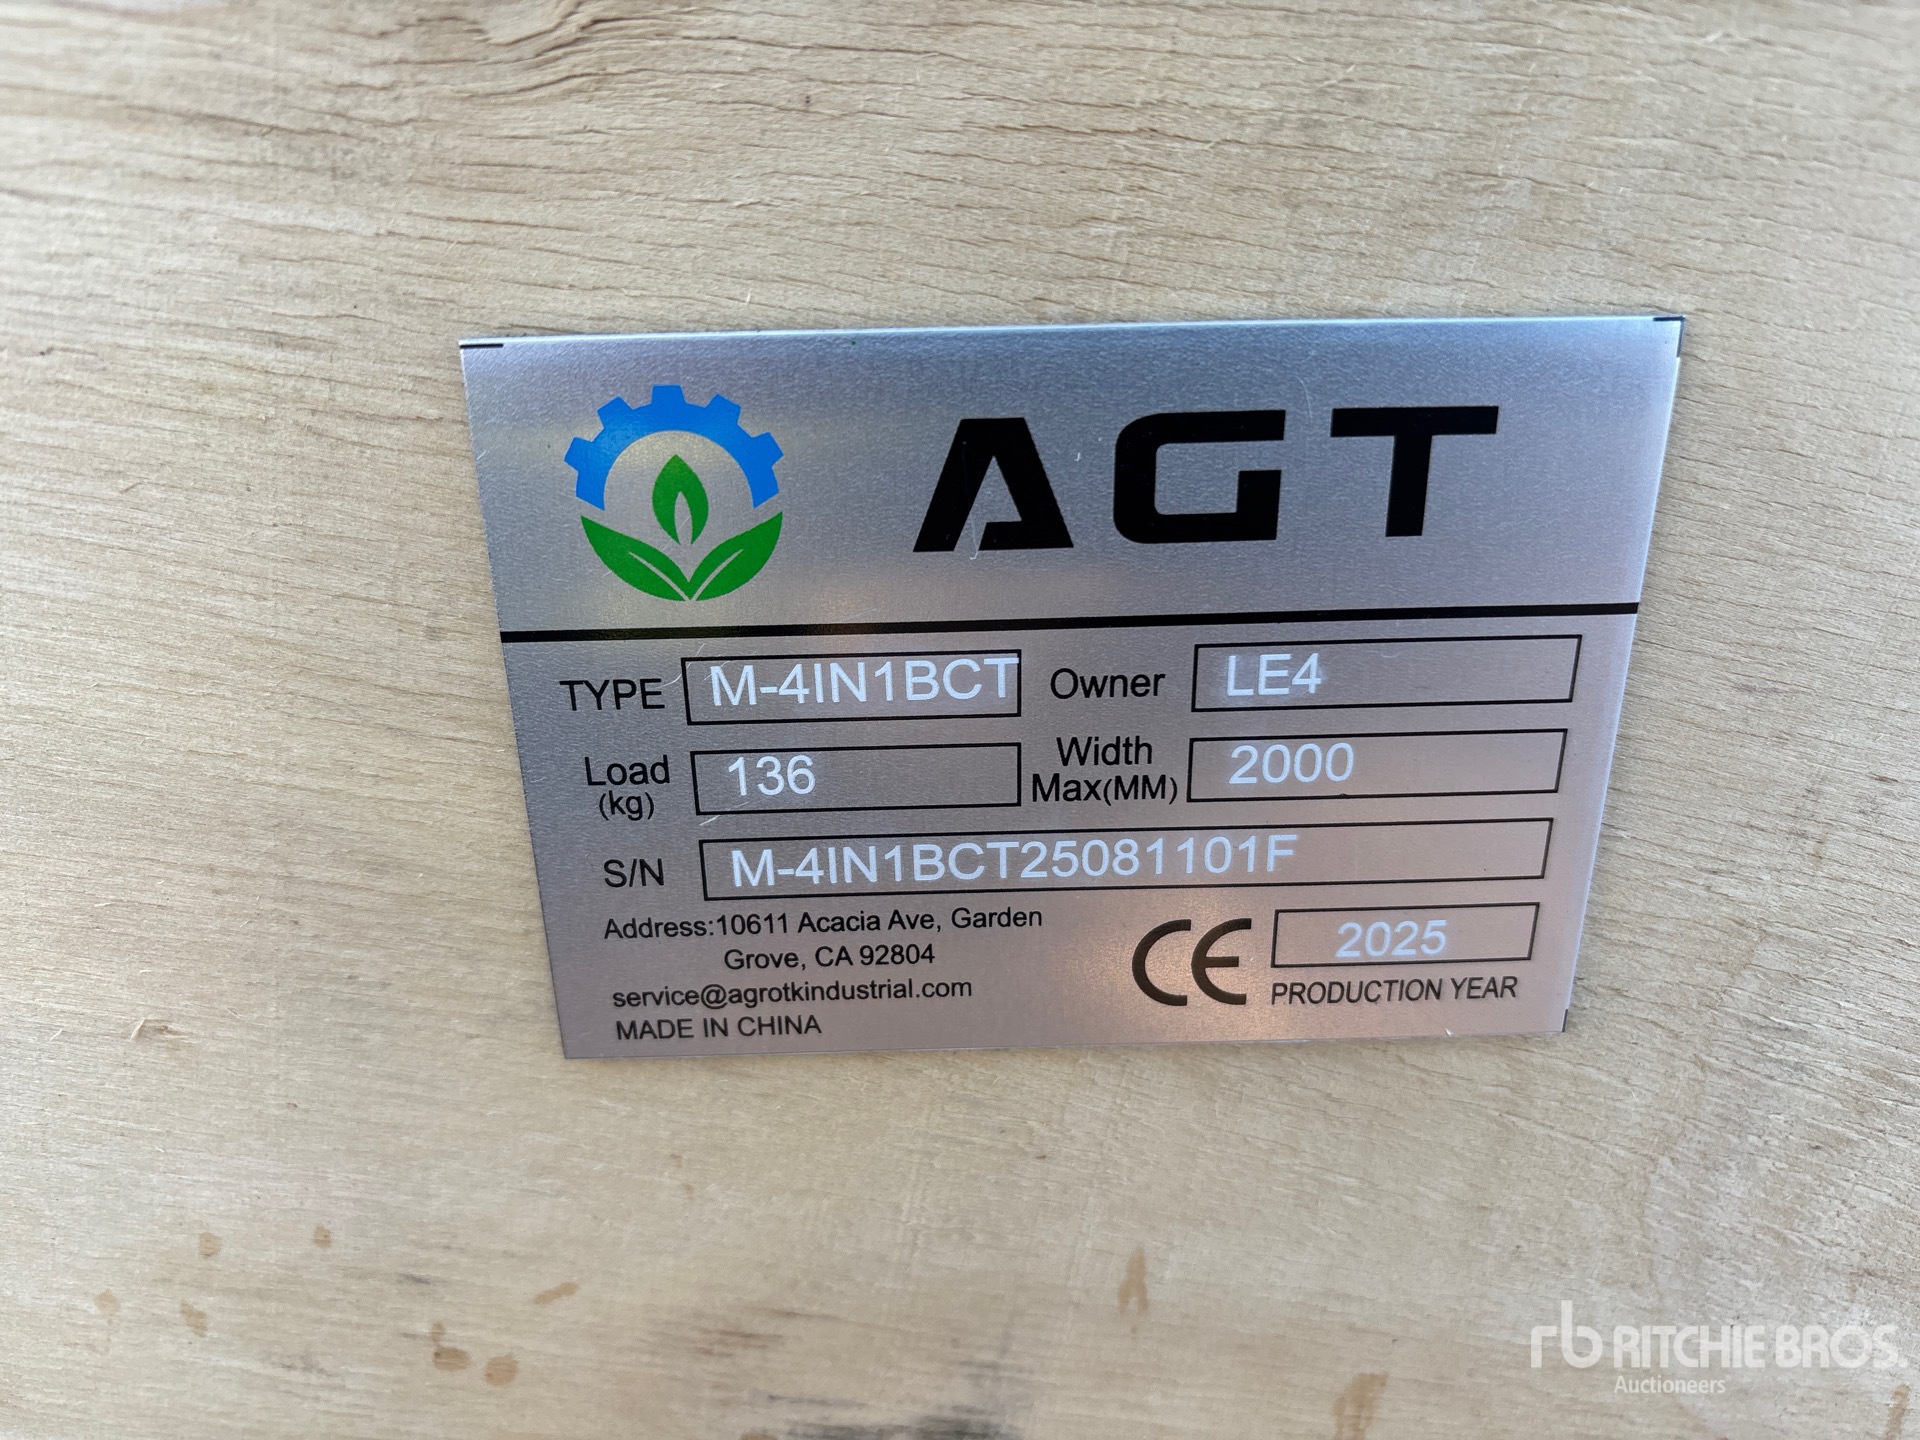 AGT
TYPE M-4IN1BCT Owner LE4
Load (kg) 136 Width Max(MM) 2000
S/N M-4IN1BCT25081101F
Address:10611 Acacia Ave, Garden
Grove, CA 92804
service@agrotkindustrial.com
MADE IN CHINA
CE 2025
PRODUCTION YEAR
rb RITCHIE BROS.
Auctioneers